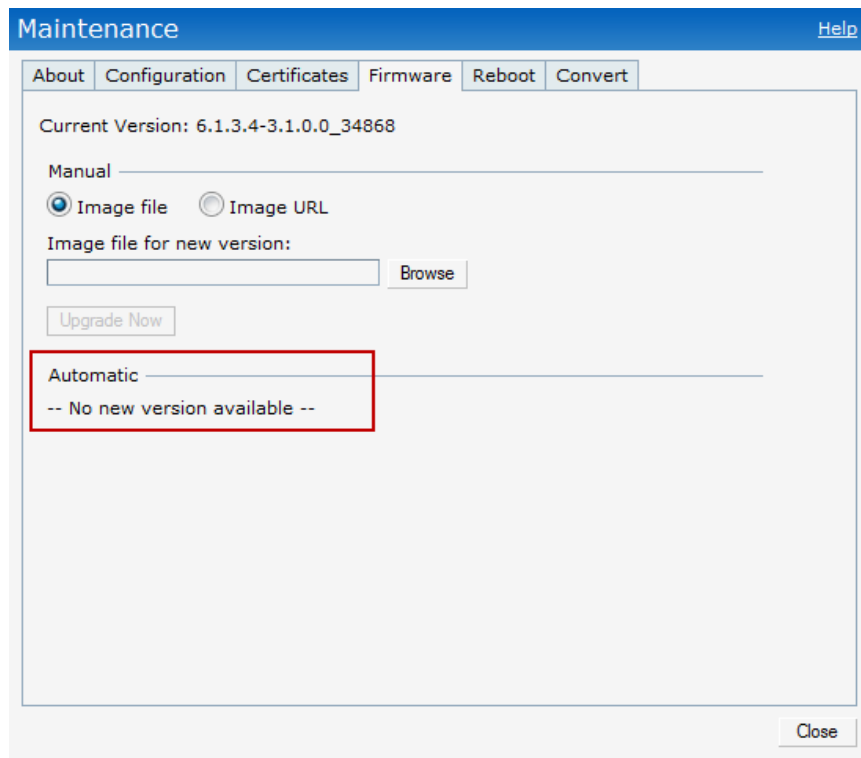 Maintenance Help
About Configuration Certificates Firmware Reboot Convert
Current Version: 6.1.3.4-3.1.0.0_34868
Manual
Image file Image URL
Image file for new version:
Browse
Upgrade Now
Automatic
-- No new version available --
Close